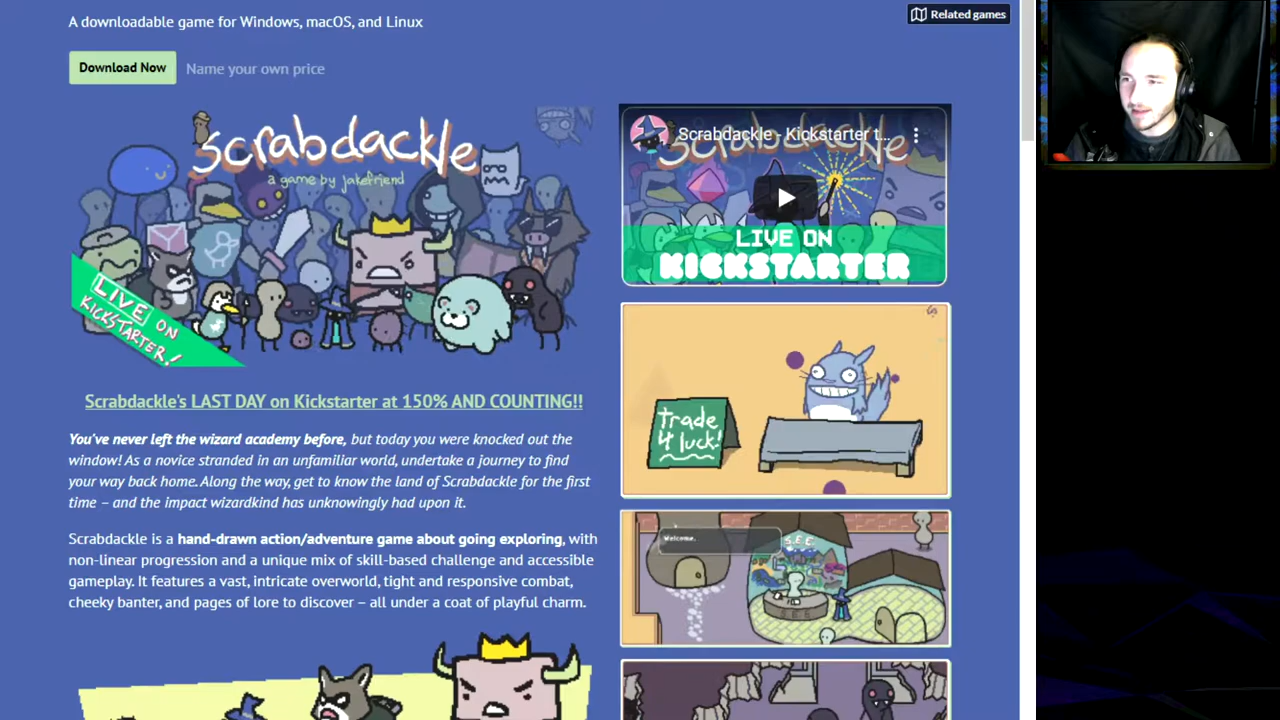 A downloadable game for Windows, macOS, and Linux
Related games
Download Now Name your own price
scrabdackle
a game by jakefriend
LIVE ON
KICKSTARTER!
Scrabdackle - Kickstarter t...
LIVE ON
KICKSTARTER
trade
4 luck!
Scrabdackle's LAST DAY on Kickstarter at 150% AND COUNTING!!
You've never left the wizard academy before, but today you were knocked out the
window! As a novice stranded in an unfamiliar world, undertake a journey to find
your way back home. Along the way, get to know the land of Scrabdackle for the first
time – and the impact wizardkind has unknowingly had upon it.
Welcome.
S.E.E.
Scrabdackle is a hand-drawn action/adventure game about going exploring, with
non-linear progression and a unique mix of skill-based challenge and accessible
gameplay. It features a vast, intricate overworld, tight and responsive combat,
cheeky banter, and pages of lore to discover – all under a coat of playful charm.